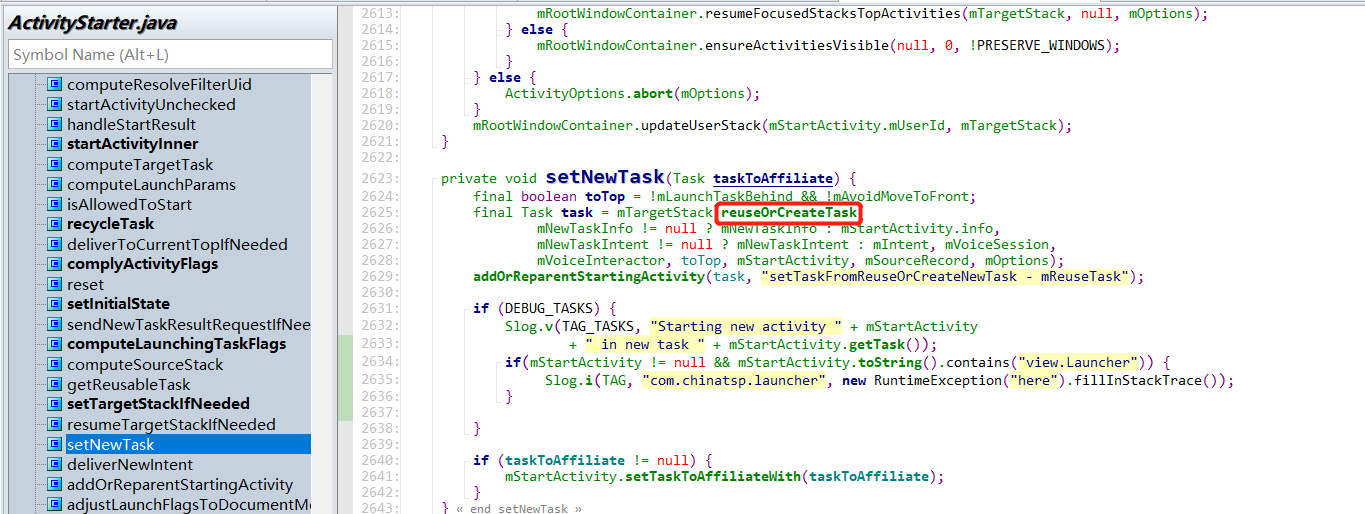 ActivityStarter.java
Symbol Name (Alt+L)
computeResolveFilterUid
startActivityUnchecked
handleStartResult
startActivityInner
computeTargetTask
computeLaunchParams
isAllowedToStart
recycleTask
deliverToCurrentTopIfNeeded
complyActivityFlags
reset
setInitialState
sendNewTaskResultRequestIfNee
computeLaunchingTaskFlags
computeSourceStack
getReusableTask
setTargetStackIfNeeded
resumeTargetStackIfNeeded
setNewTask
deliverNewIntent
addOrReparentStartingActivity
adjustLaunchFlagsToDocumentMo
2613: mRootWindowContainer.resumeFocusedStacksTopActivities(mTargetStack, null, mOptions);
2614: } else {
2615: mRootWindowContainer.ensureActivitiesVisible(null, 0, !PRESERVE_WINDOWS);
2616: }
2617: } else {
2618: ActivityOptions.abort(mOptions);
2619: }
2620: mRootWindowContainer.updateUserStack(mStartActivity.mUserId, mTargetStack);
2621: }
2622:
2623: private void setNewTask(Task taskToAffiliate) {
2624: final boolean toTop = !mLaunchTaskBehind && !mAvoidMoveToFront;
2625: final Task task = mTargetStack reuseOrCreateTask
2626: mNewTaskInfo != null ? mNewTaskInfo : mStartActivity.info,
2627: mNewTaskIntent != null ? mNewTaskIntent : mIntent, mVoiceSession,
2628: mVoiceInteractor, toTop, mStartActivity, mSourceRecord, mOptions);
2629: addOrReparentStartingActivity(task, "setTaskFromReuseOrCreateNewTask - mReuseTask");
2630:
2631: if (DEBUG_TASKS) {
2632: Slog.v(TAG_TASKS, "Starting new activity " + mStartActivity
2633: + " in new task " + mStartActivity.getTask());
2634: if(mStartActivity != null && mStartActivity.toString().contains("view.Launcher")) {
2635: Slog.i(TAG, "com.chinatsp.launcher", new RuntimeException("here").fillInStackTrace());
2636: }
2637:
2638: }
2639:
2640: if (taskToAffiliate != null) {
2641: mStartActivity.setTaskToAffiliateWith(taskToAffiliate);
2642: }
2643: } « end setNewTask »